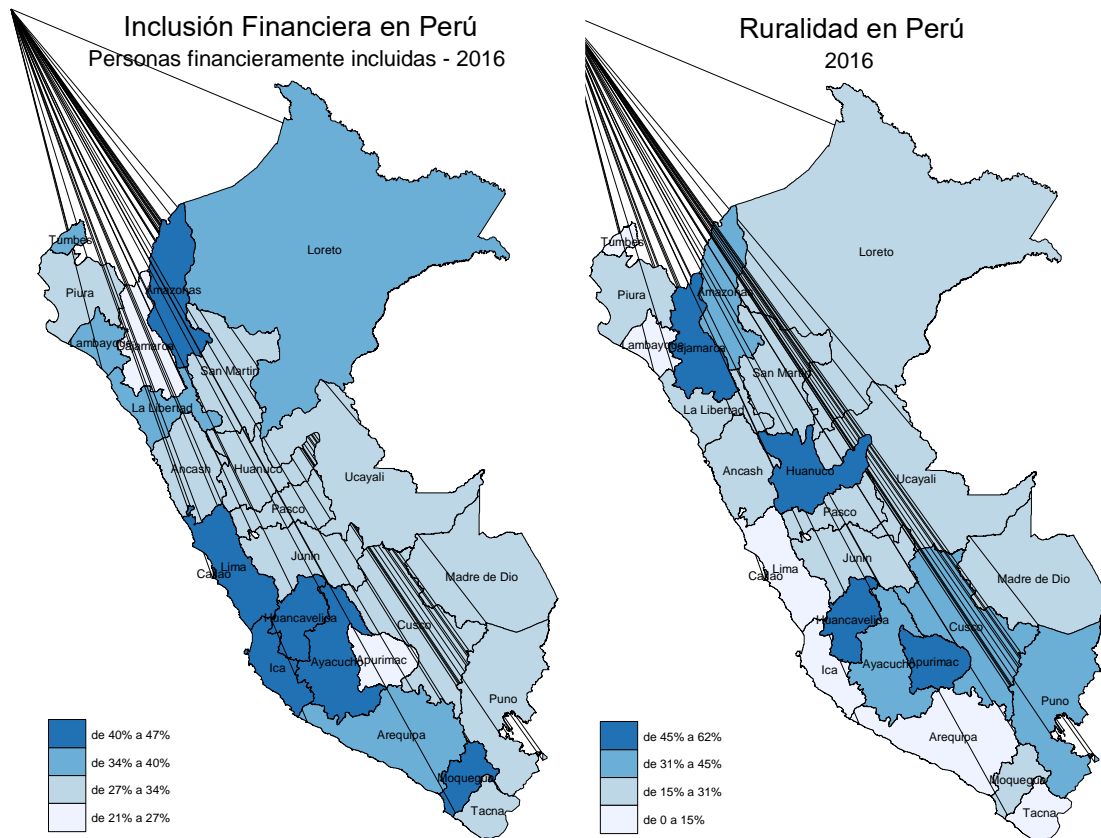 Inclusión Financiera en Perú
Personas financieramente incluidas - 2016
Tumbes
Loreto
Piura
Amazonas
Lambayque
Cajamarca
San Martin
La Libertad
Ancash
Huanuco
Ucayali
Pasco
Junin
Lima
Callao
Madre de Dio
Huancavelica
Cusco
Ica
Ayacucho
Apurimac
Puno
Arequipa
Moquegua
Tacna
de 40% a 47%
de 34% a 40%
de 27% a 34%
de 21% a 27%
Ruralidad en Perú
2016
Tumbes
Loreto
Piura
Amazonas
Lambayque
Cajamarca
San Martin
La Libertad
Ancash
Huanuco
Ucayali
Pasco
Junin
Lima
Callao
Madre de Dio
Huancavelica
Cusco
Ica
Ayacucho
Apurimac
Puno
Arequipa
Moquegua
Tacna
de 45% a 62%
de 31% a 45%
de 15% a 31%
de 0 a 15%